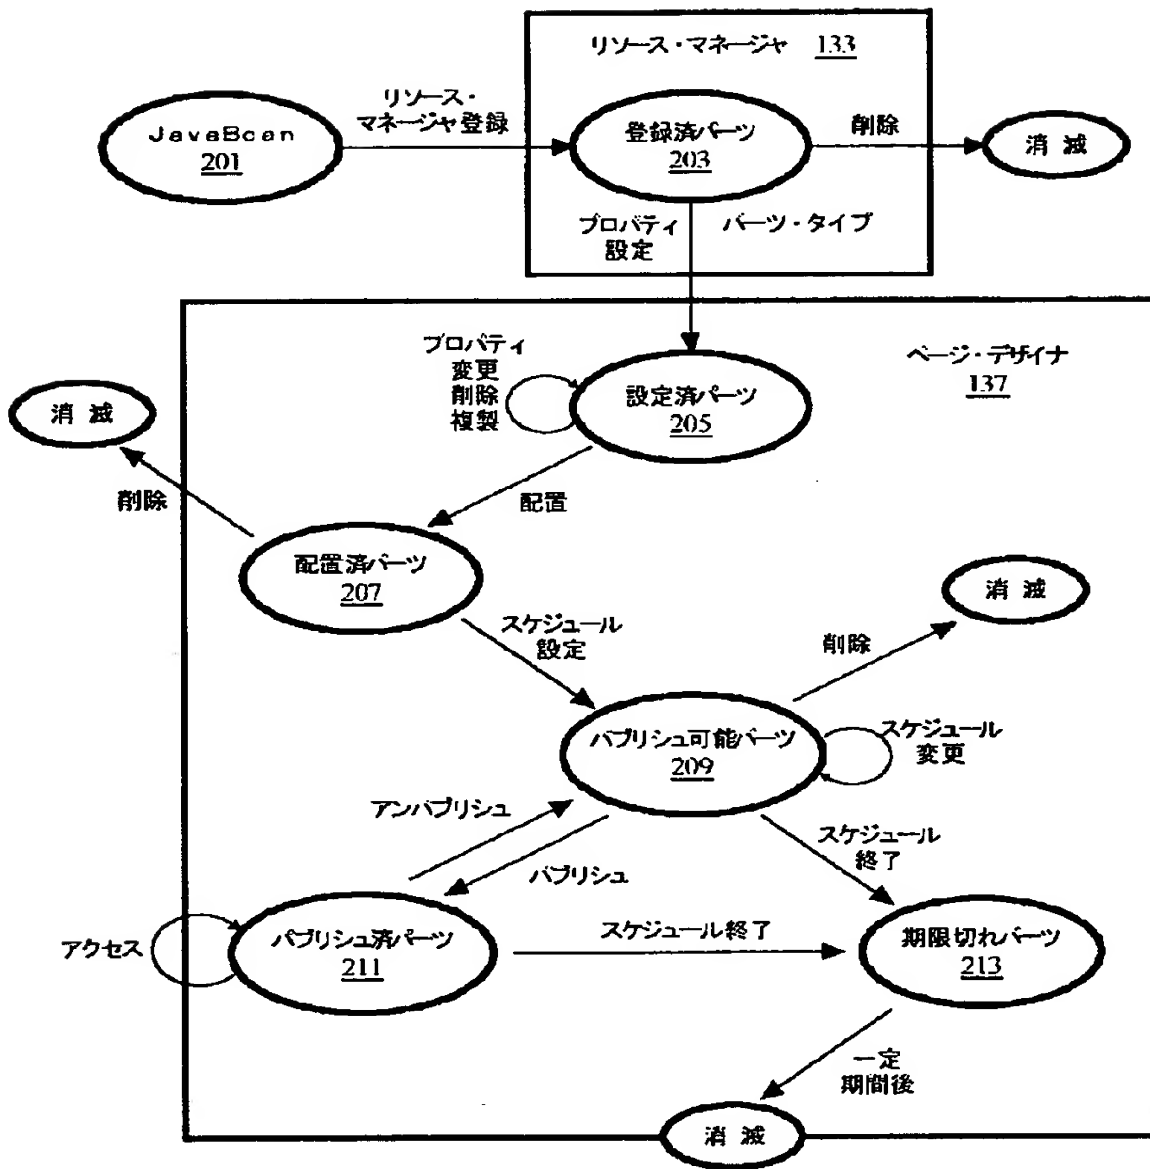 リソース・マネージャ 133
JavaBean
201
リソース・
マネージャ登録
登録済パーツ
203
削除
消 滅
プロパティ
設定
パーツ・タイプ
ページ・デザイナ
137
プロパティ
変更
削除
複製
設定済パーツ
205
消 滅
削除
配置
配置済パーツ
207
スケジュール
設定
消 滅
削除
パブリシュ可能パーツ
209
スケジュール
変更
アンパブリシュ
パブリシュ
スケジュール
終了
アクセス
パブリシュ済パーツ
211
スケジュール終了
期限切れパーツ
213
一定
期間後
消 滅